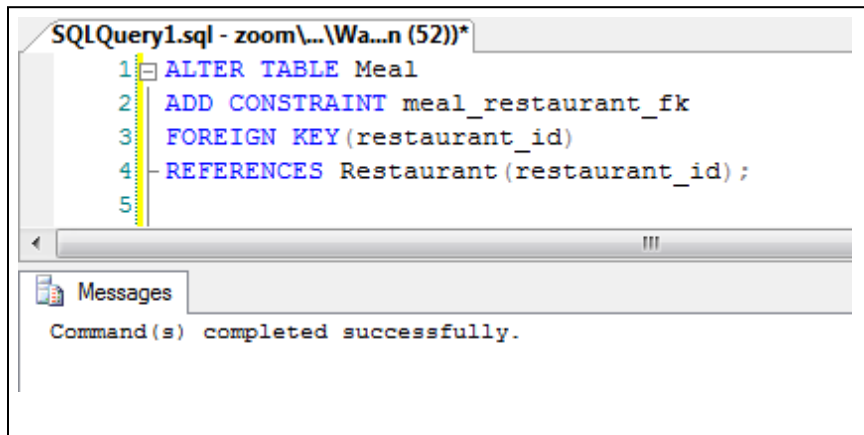 SQLQuery1.sql - zoom\...\Wa...n (52))*
1 ALTER TABLE Meal
2 ADD CONSTRAINT meal_restaurant_fk
3 FOREIGN KEY(restaurant_id)
4 REFERENCES Restaurant(restaurant_id);
5
Messages
Command(s) completed successfully.